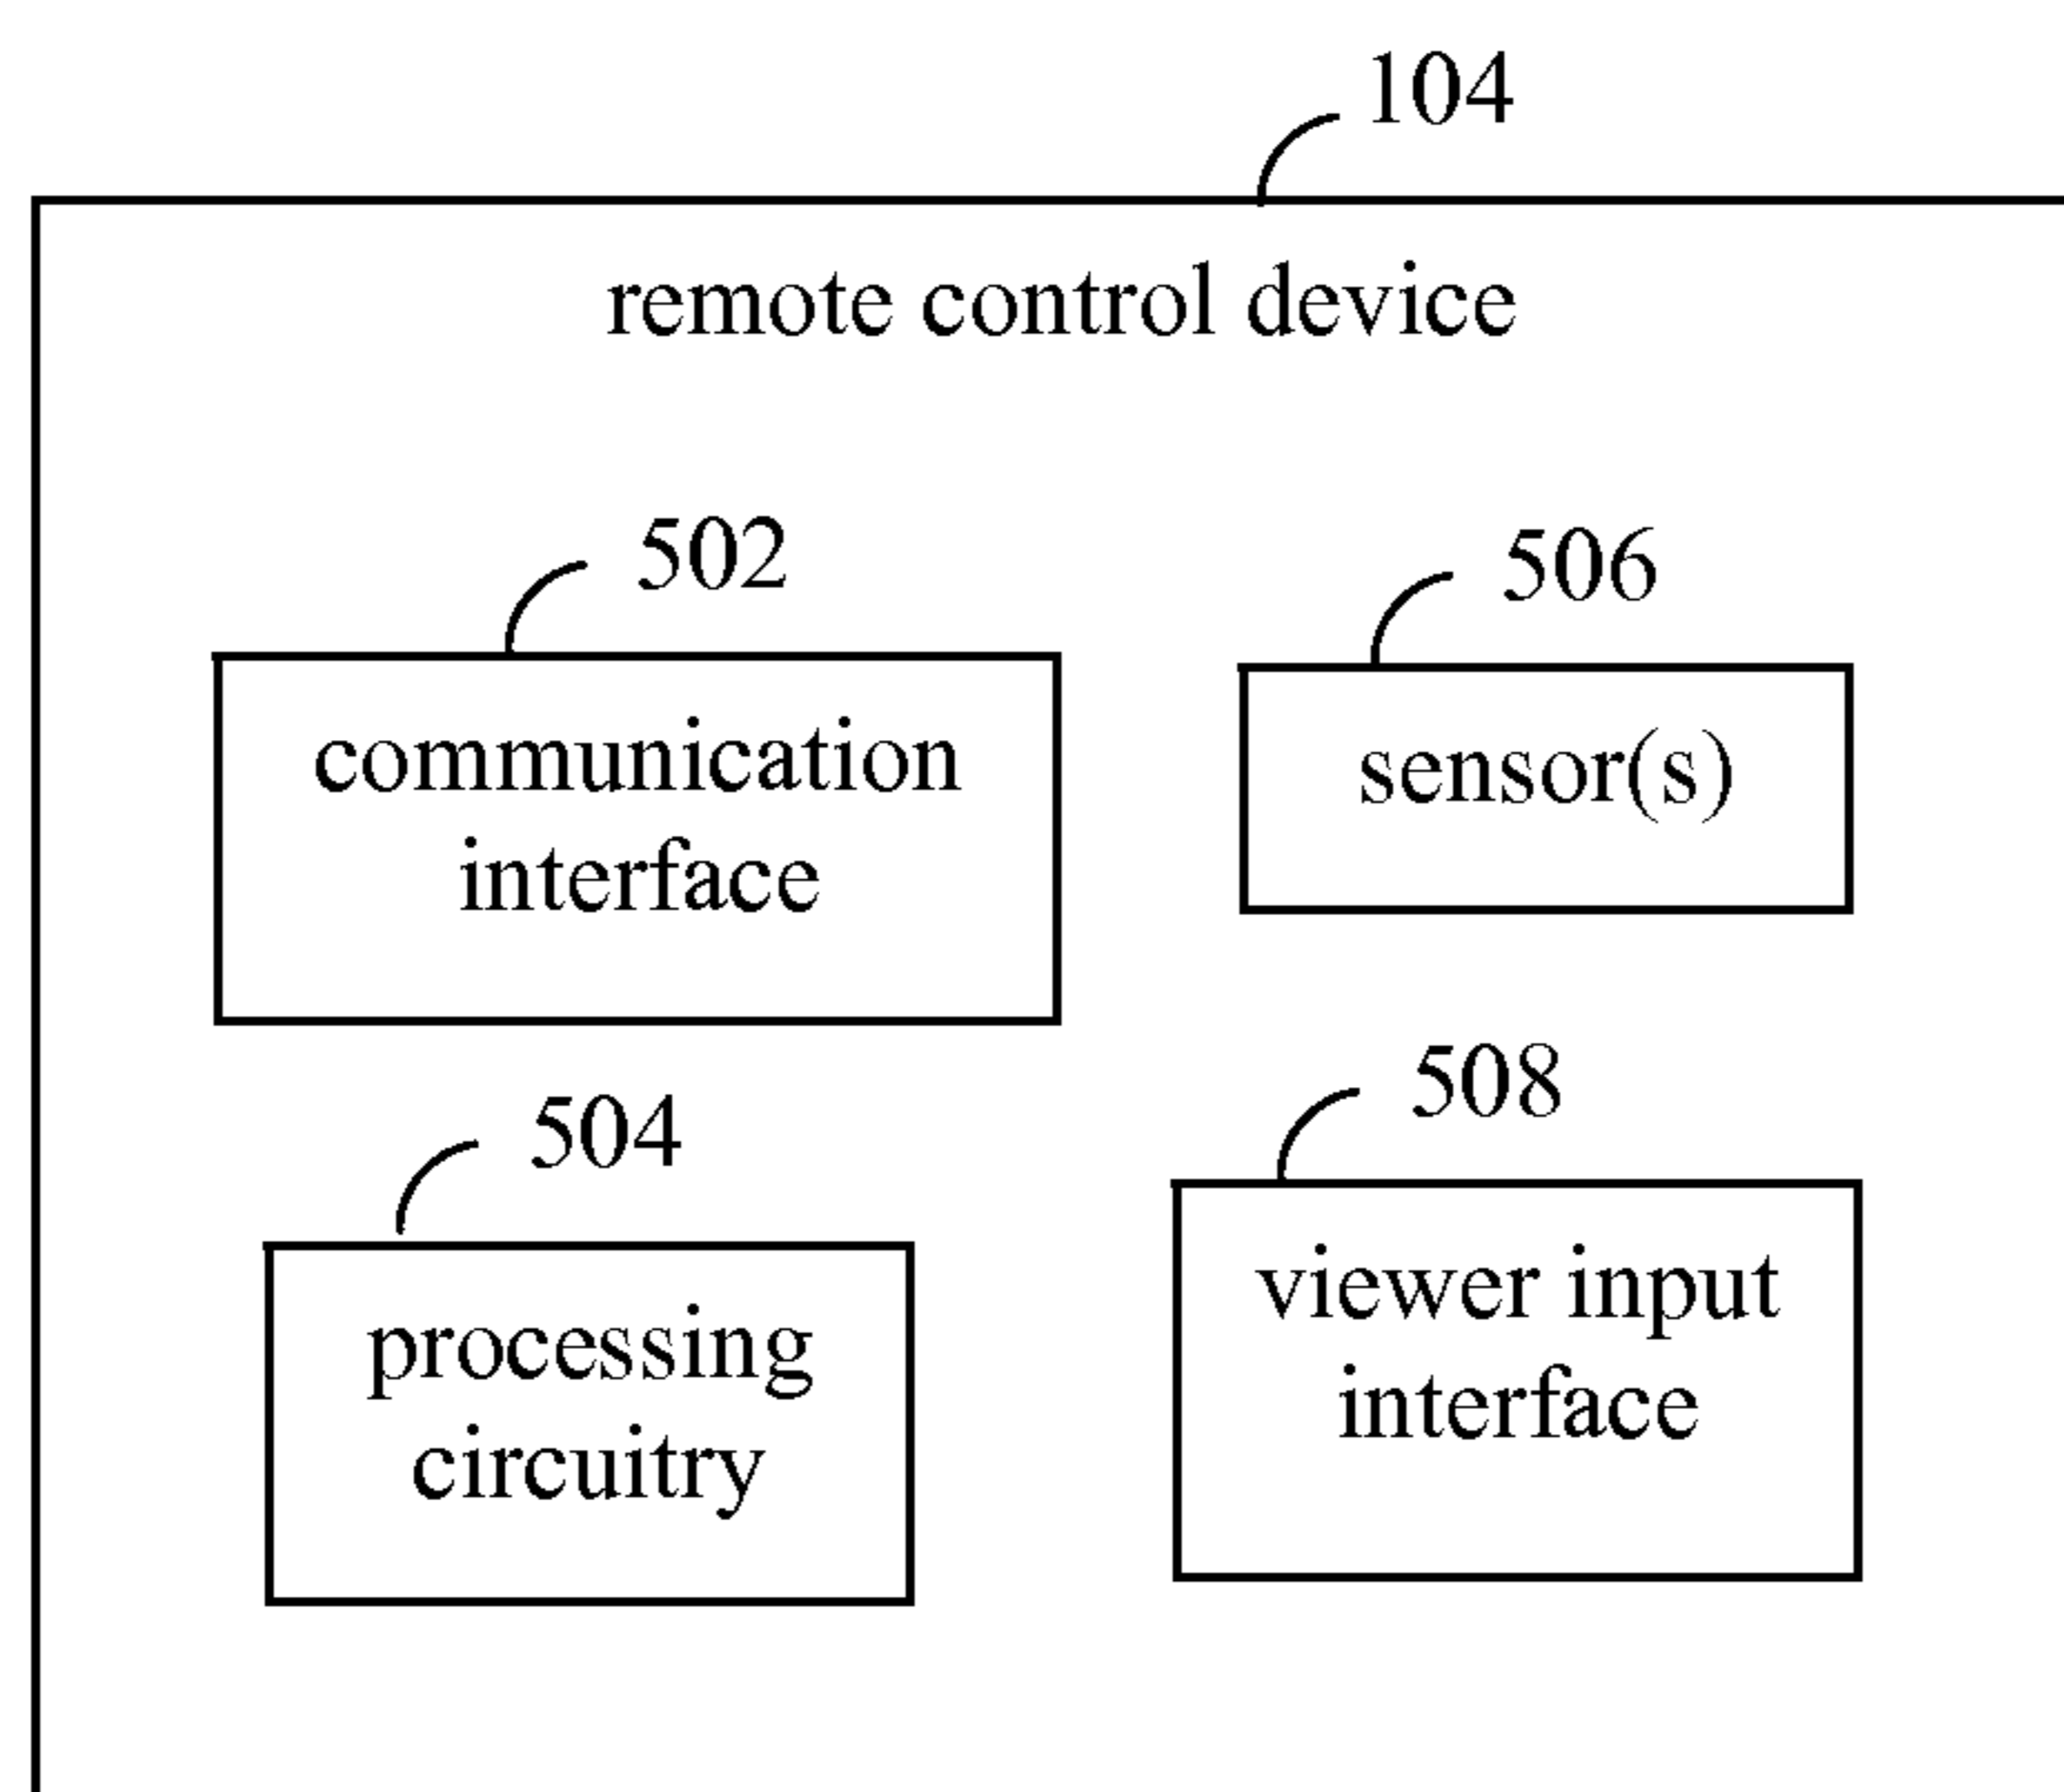 104
remote control device
502
communication
interface
506
sensor(s)
504
processing
circuitry
508
viewer input
interface